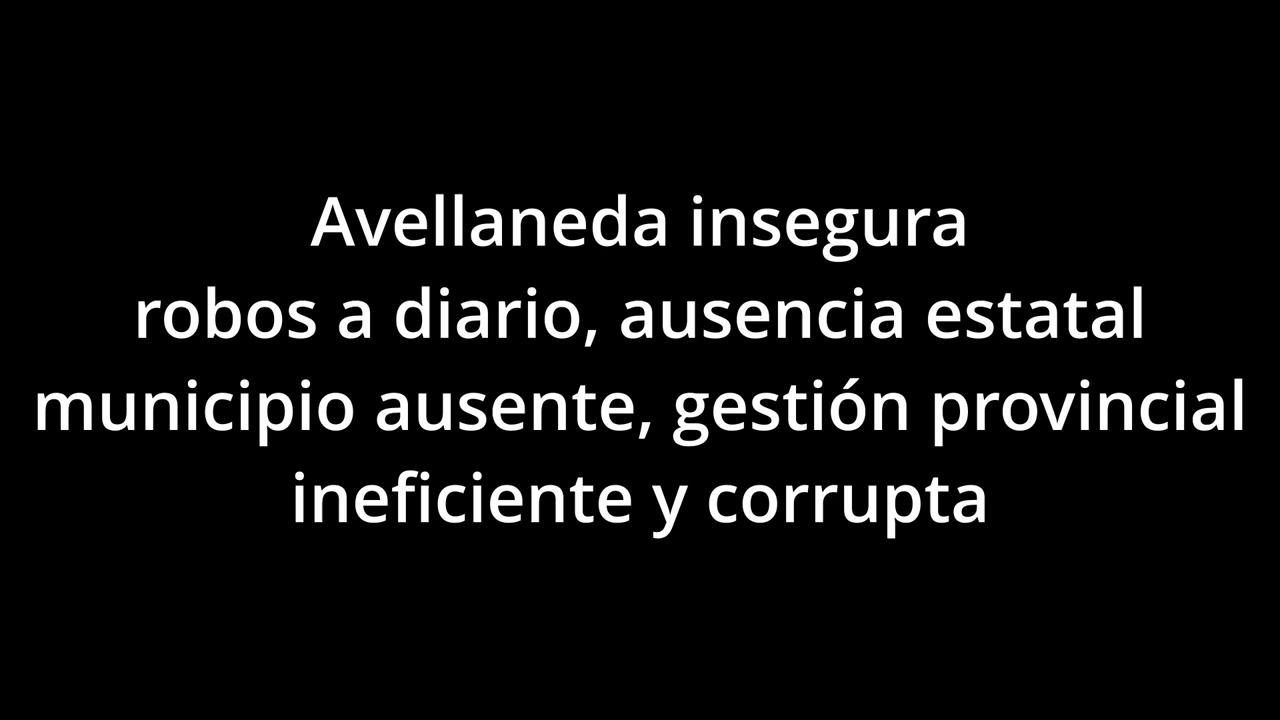 Avellaneda insegura
robos a diario, ausencia estatal
municipio ausente, gestión provincial
ineficiente y corrupta